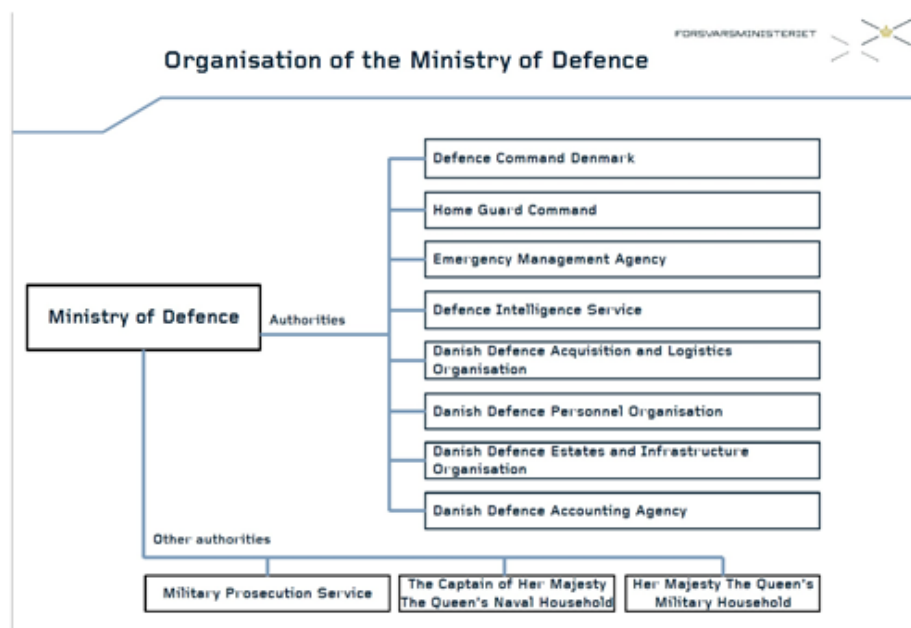 FORSVARSMINISTERIET
Organisation of the Ministry of Defence
Defence Command Denmark
Home Guard Command
Emergency Management Agency
Ministry of Defence
Authorities
Defence Intelligence Service
Danish Defence Acquisition and Logistics
Organisation
Danish Defence Personnel Organisation
Danish Defence Estates and Infrastructure
Organisation
Danish Defence Accounting Agency
Other authorities
Military Prosecution Service
The Captain of Her Majesty
The Queen's Naval Household
Her Majesty The Queen's
Military Household